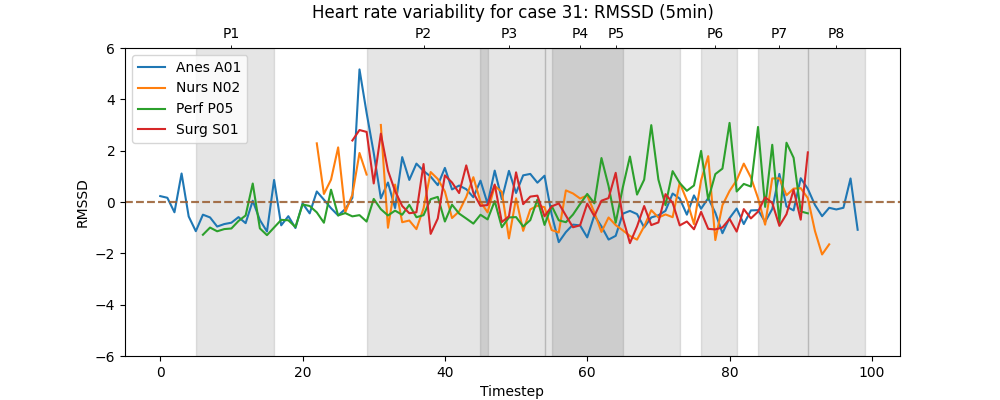 Heart rate variability for case 31: RMSSD (5min)
P1 P2 P3 P4 P5 P6 P7 P8
Anes A01
Nurs N02
Perf P05
Surg S01
6
4
2
0
−2
−4
−6
RMSSD
0 20 40 60 80 100
Timestep